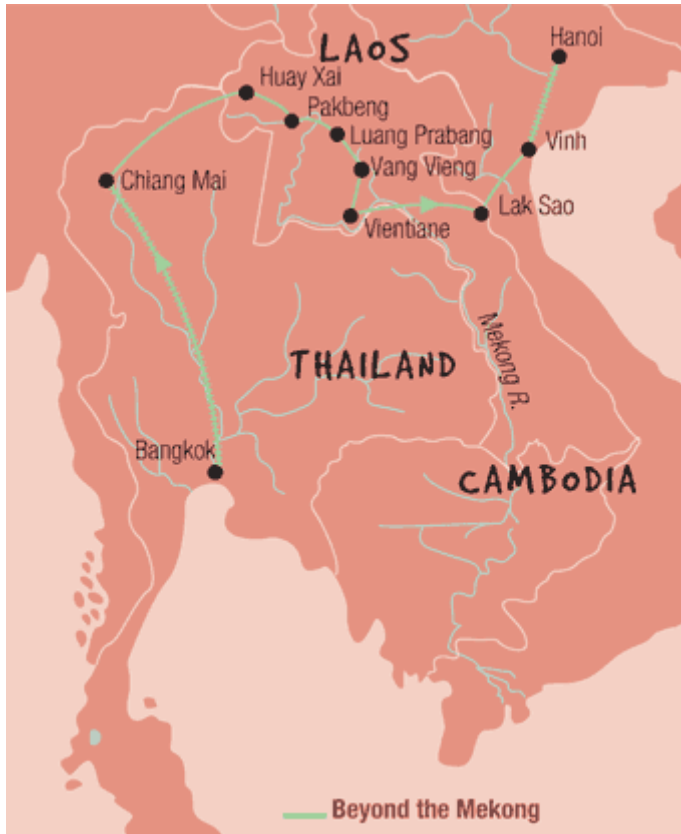 LAOS
Hanoi
Huay Xai
Pakbeng
Luang Prabang
Vinh
Vang Vieng
Chiang Mai
Lak Sao
Vientiane
Mekong R.
THAILAND
Bangkok
CAMBODIA
Beyond the Mekong